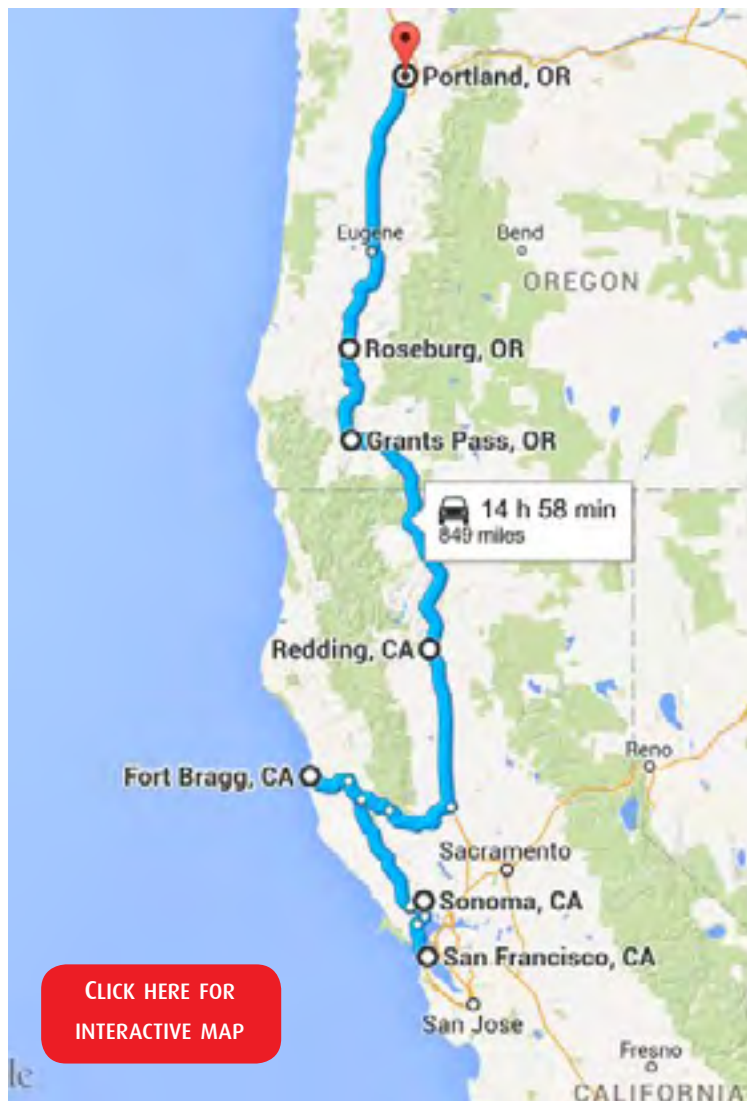 Portland, OR
Eugene
Bend
OREGON
Roseburg, OR
Grants Pass, OR
14 h 58 min
849 miles
Redding, CA
Reno
Fort Bragg, CA
Sacramento
Sonoma, CA
San Francisco, CA
CLICK HERE FOR
INTERACTIVE MAP
San Jose
Fresno
le
CALIFORNIA